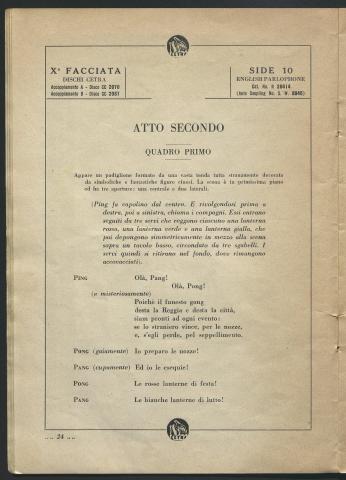 CETRA
Xª FACCIATA
DISCHI CETRA
Accoppiamento A - Disco CC 2070
Accoppiamento B - Disco CC 2081
SIDE 10
ENGLISH PARLOPHONE
Cat. No. R 20414
(Auto Coupling No. S. W. 8045)
ATTO SECONDO
QUADRO PRIMO
Appare un padiglione formato da una vasta tenda tutta stranamente decorata
da simboliche e fantastiche figure cinesi. La scena è in primissimo piano
ed ha tre aperture: una centrale e due laterali.
(Ping fa capolino dal centro. E rivolgendosi prima a
destra, poi a sinistra, chiama i compagni. Essi entrano
seguiti da tre servi che reggono ciascuno una lanterna
rossa, una lanterna verde e una lanterna gialla, che
poi depongono simmetricamente in mezzo alla scena
sopra un tavolo basso, circondato da tre sgabelli. I
servi quindi si ritirano nel fondo, dove rimangono
accovacciati).
PING Olà, Pang!
Olà, Pong!
(e misteriosamente)
Poichè il funesto gong
desta la Reggia e desta la città,
siam pronti ad ogni evento:
se lo straniero vince, per le nozze,
e, s'egli perde, pel seppellimento.
PONG (gaiamente) Io preparo le nozze!
PANG (cupamente) Ed io le esequie!
PONG Le rosse lanterne di festa!
PANG Le bianche lanterne di lutto!
CETRA
.. .. 24 .. ..